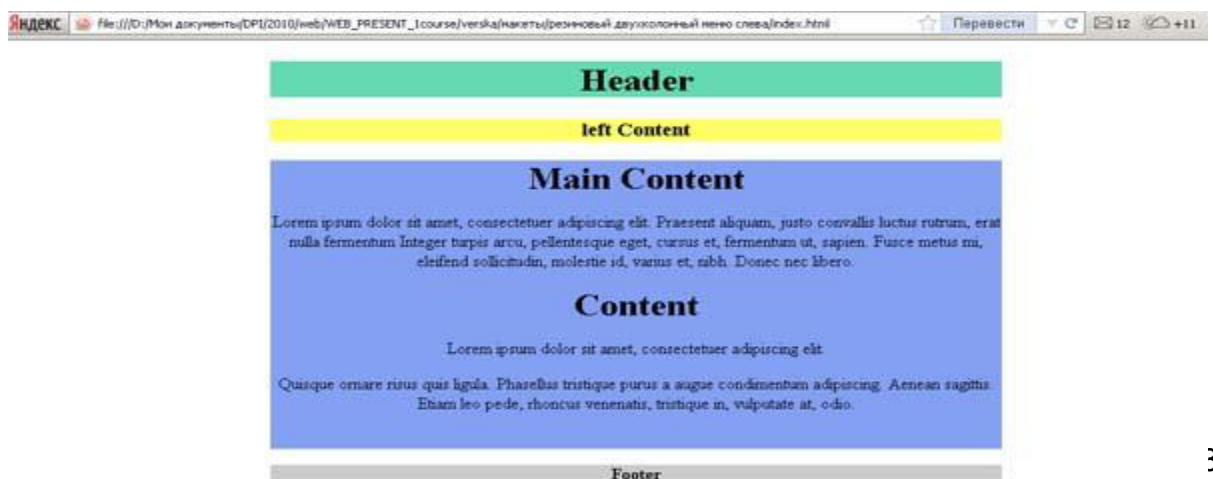 Яндекс file:///D:/Мои документы/DPI/2010/web/WEB_PRESENT_1course/verska/макеты/резиновый двухколонный меню слева/index.html Перевести 12 +11
Header
left Content
Main Content
Lorem ipsum dolor sit amet, consectetuer adipiscing elit. Praesent aliquam, justo convallis luctus rutrum, erat
nulla fermentum Integer turpis arcu, pellentesque eget, cursus et, fermentum ut, sapien. Fusce metus mi,
eleifend sollicitudin, molestie id, varius et, nibh. Donec nec libero.
Content
Lorem ipsum dolor sit amet, consectetuer adipiscing elit
Quisque ornare risus quis ligula. Phasellus tristique purus a augue condimentum adipiscing. Aenean sagittis.
Etiam leo pede, rhoncus venenatis, tristique in, vulputate at, odio.
Footer